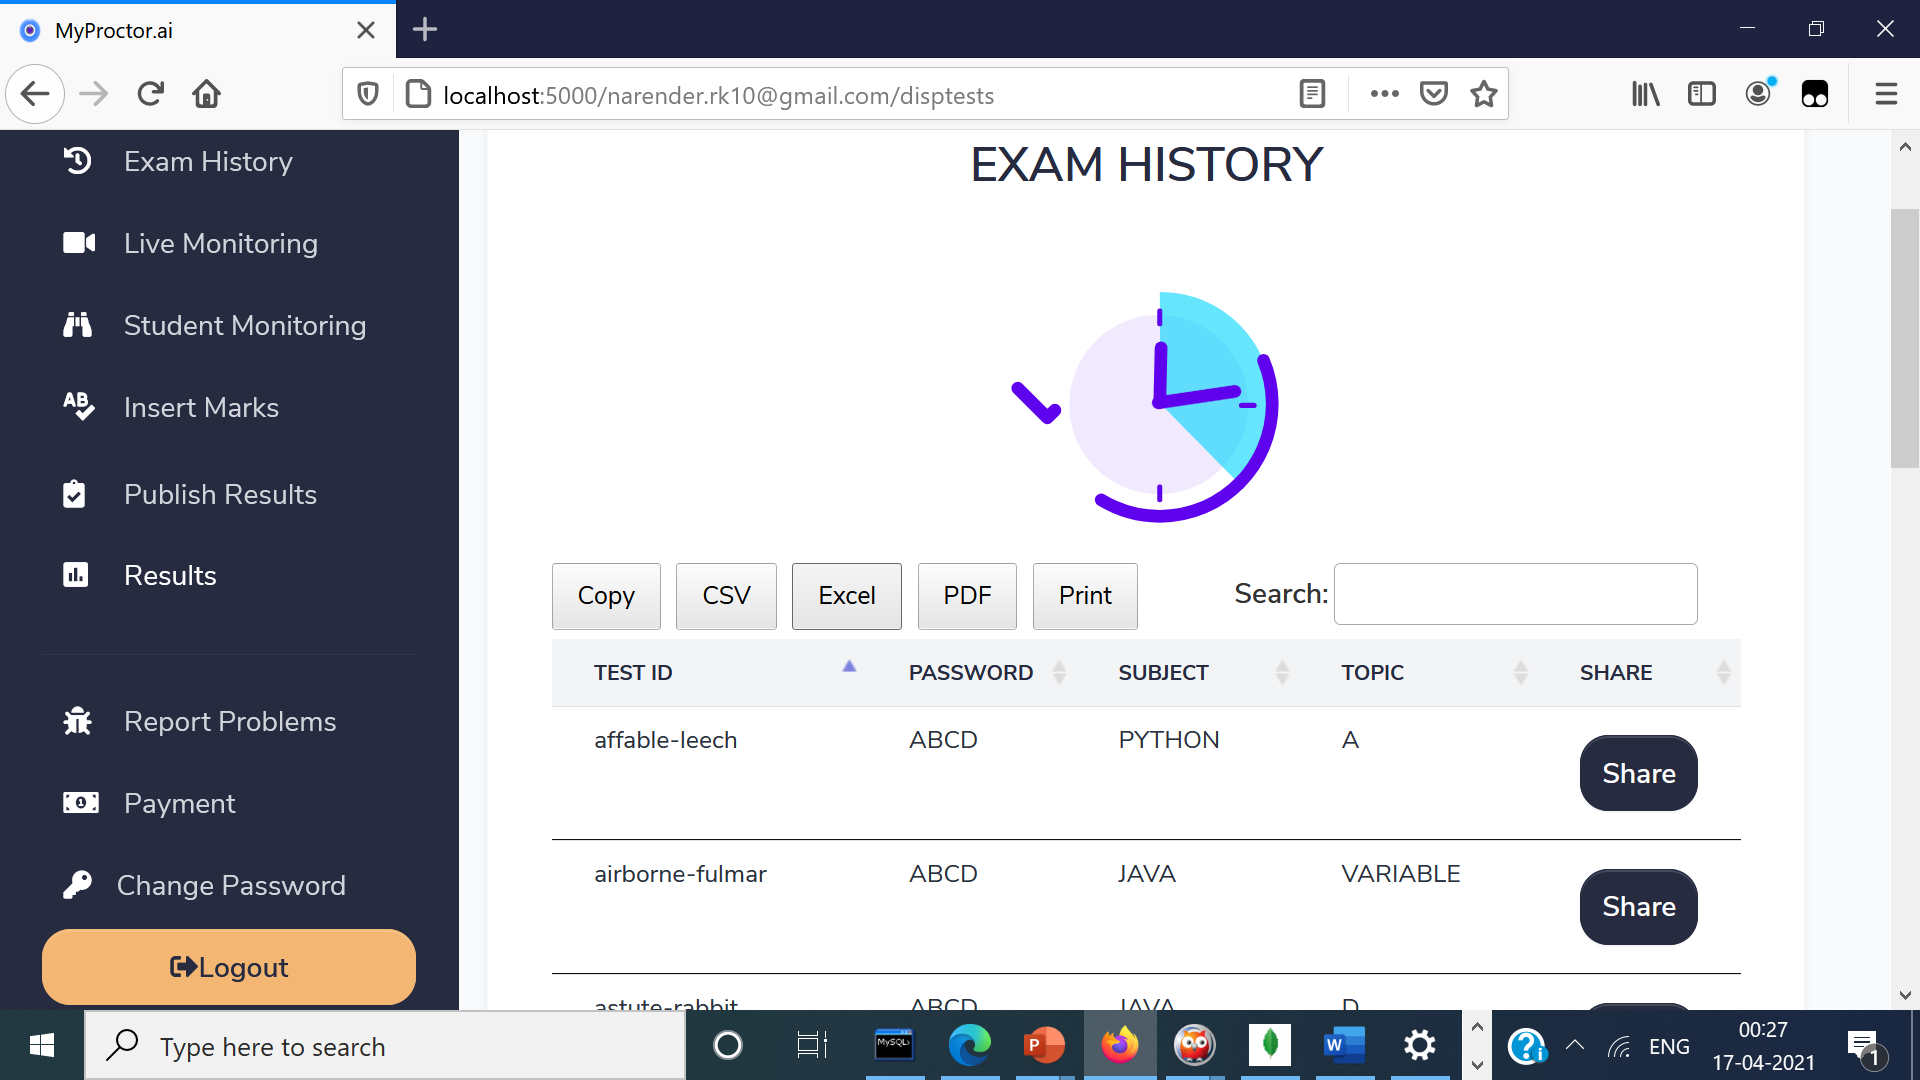 MyProctor.ai
localhost:5000/narender.rk10@gmail.com/disptests
Exam History
Live Monitoring
Student Monitoring
AB
Insert Marks
Publish Results
Results
Report Problems
Payment
Change Password
Logout
EXAM HISTORY
Copy CSV Excel PDF Print Search:
TEST ID PASSWORD SUBJECT TOPIC SHARE
affable-leech ABCD PYTHON A Share
airborne-fulmar ABCD JAVA VARIABLE Share
astute-rabbit ABCD JAVA D
Type here to search
MySQL
P
W
ENG
00:27
17-04-2021
1